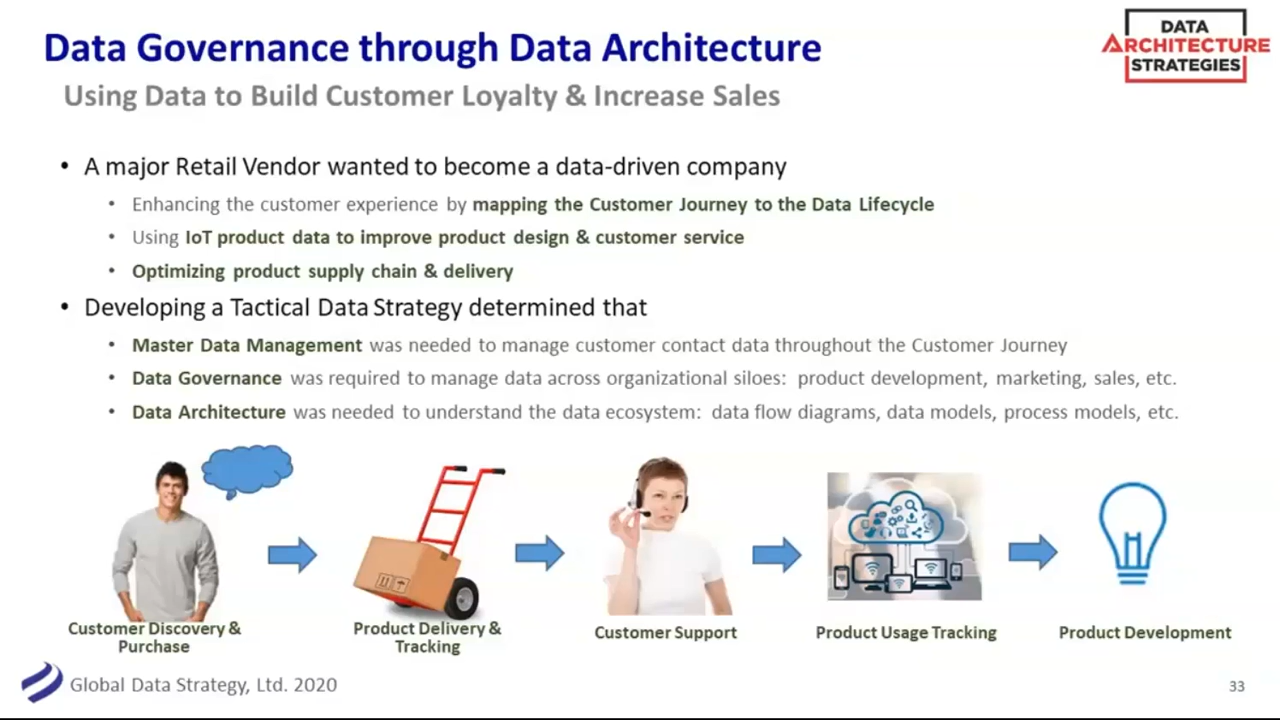 Data Governance through Data Architecture
DATA
ARCHITECTURE
STRATEGIES
Using Data to Build Customer Loyalty & Increase Sales
• A major Retail Vendor wanted to become a data-driven company
• Enhancing the customer experience by mapping the Customer Journey to the Data Lifecycle
• Using IoT product data to improve product design & customer service
• Optimizing product supply chain & delivery
• Developing a Tactical Data Strategy determined that
• Master Data Management was needed to manage customer contact data throughout the Customer Journey
• Data Governance was required to manage data across organizational siloes: product development, marketing, sales, etc.
• Data Architecture was needed to understand the data ecosystem: data flow diagrams, data models, process models, etc.
Customer Discovery &
Purchase
Product Delivery &
Tracking
Customer Support
Product Usage Tracking
Product Development
Global Data Strategy, Ltd. 2020
33